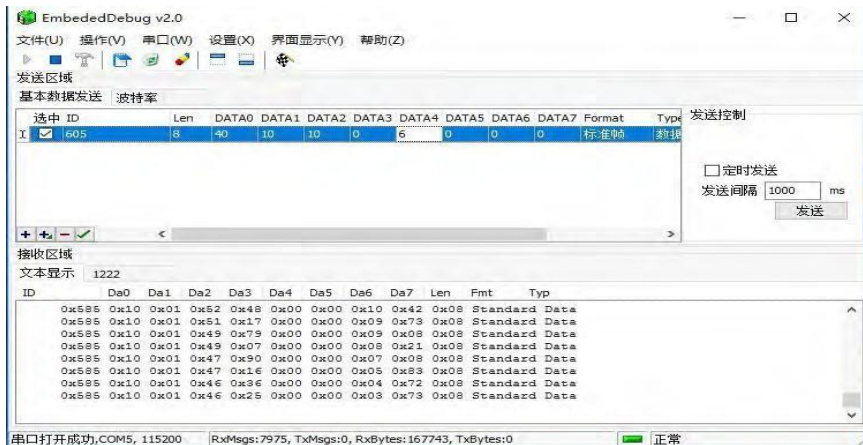 EmbededDebug v2.0
文件(U) 操作(V) 串口(W) 设置(X) 界面显示(Y) 帮助(Z)
发送区域
基本数据发送 波特率
选中 ID Len DATA0 DATA1 DATA2 DATA3 DATA4 DATA5 DATA6 DATA7 Format Type
605 8 40 10 10 0 6 0 0 0 标准帧 数据
发送控制
定时发送
发送间隔 1000 ms
发送
接收区域
文本显示 1222
ID Da0 Da1 Da2 Da3 Da4 Da5 Da6 Da7 Len Fmt Typ
0x585 0x10 0x01 0x52 0x48 0x00 0x00 0x10 0x42 0x08 Standard Data
0x585 0x10 0x01 0x51 0x17 0x00 0x00 0x09 0x73 0x08 Standard Data
0x585 0x10 0x01 0x49 0x79 0x00 0x00 0x09 0x08 0x08 Standard Data
0x585 0x10 0x01 0x49 0x07 0x00 0x00 0x08 0x21 0x08 Standard Data
0x585 0x10 0x01 0x47 0x90 0x00 0x00 0x07 0x08 0x08 Standard Data
0x585 0x10 0x01 0x47 0x16 0x00 0x00 0x05 0x83 0x08 Standard Data
0x585 0x10 0x01 0x46 0x36 0x00 0x00 0x04 0x72 0x08 Standard Data
0x585 0x10 0x01 0x46 0x25 0x00 0x00 0x03 0x73 0x08 Standard Data
串口打开成功,COM5, 115200 RxMsgs:7975, TxMsgs:0, RxBytes:167743, TxBytes:0 正常